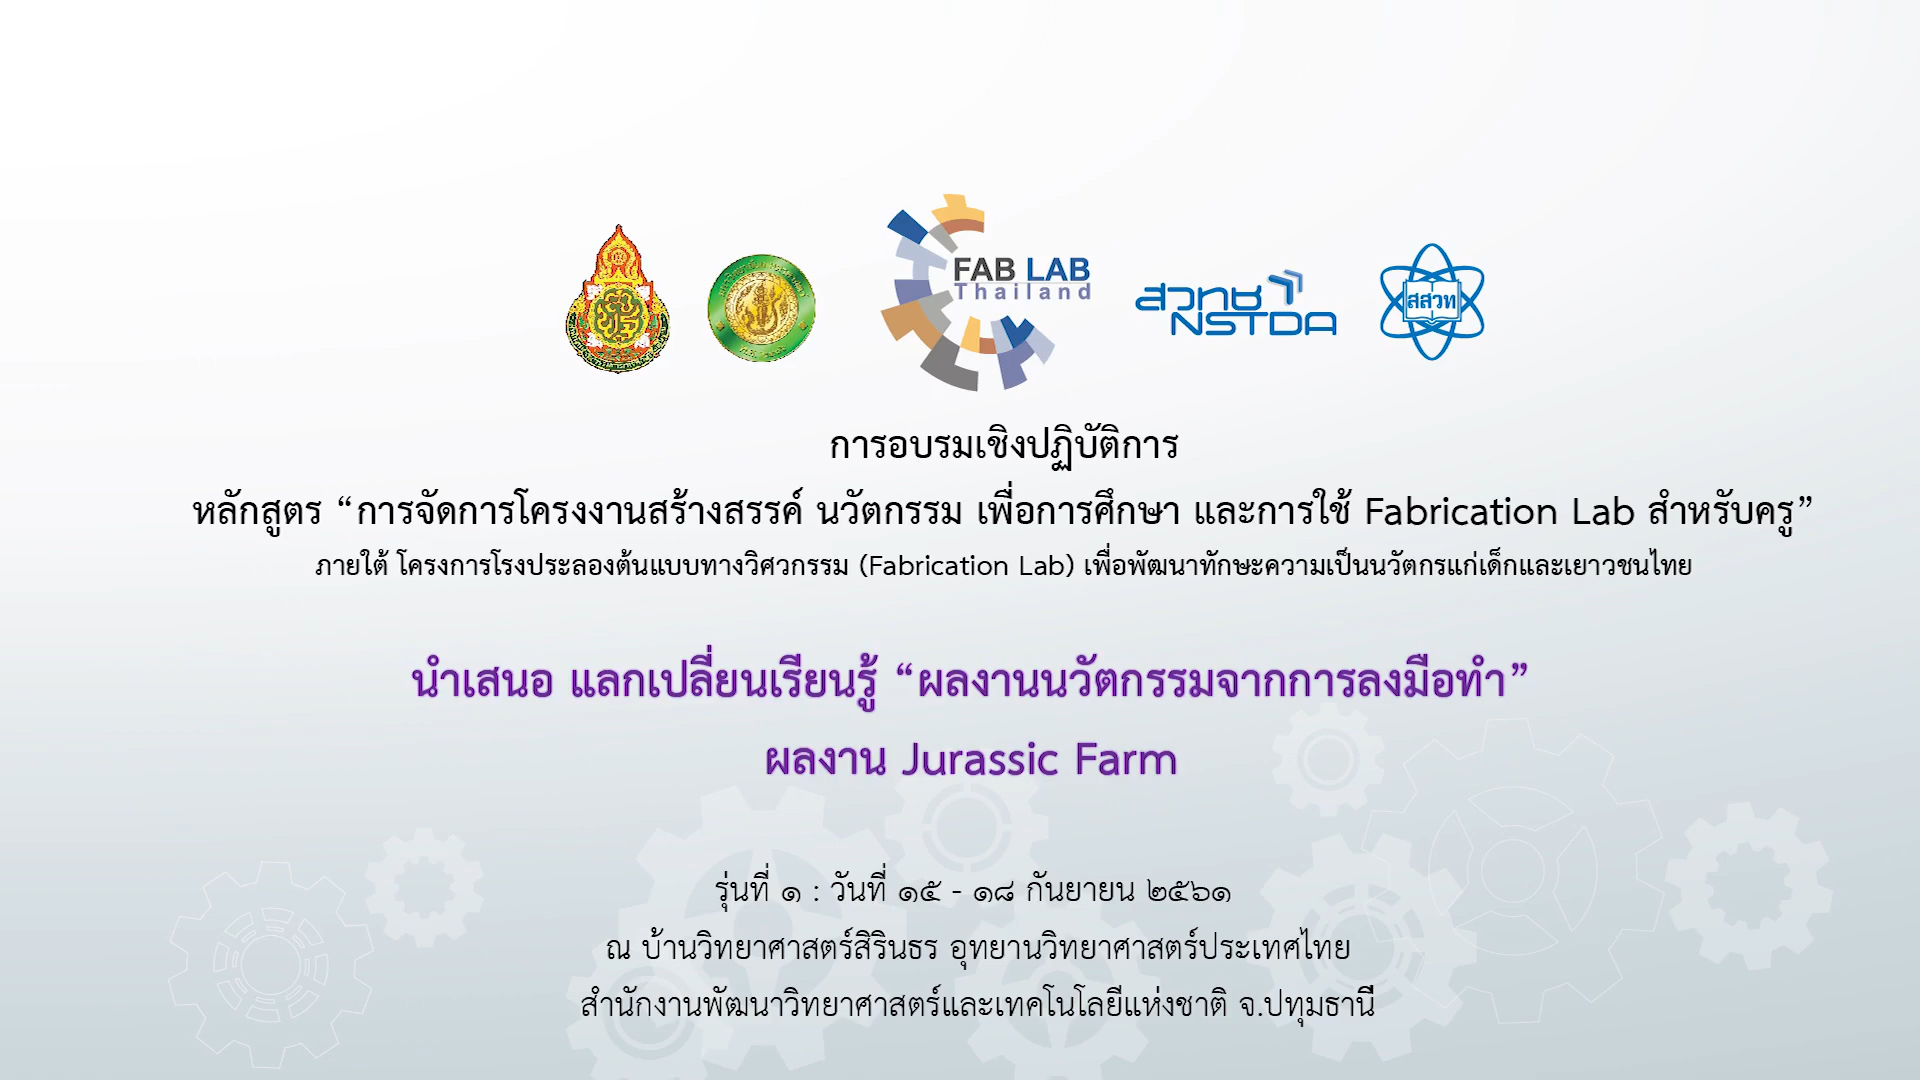 FAB LAB
Thailand
สวทช
NSTDA
สสวท
การอบรมเชิงปฏิบัติการ
หลักสูตร “การจัดการโครงงานสร้างสรรค์ นวัตกรรม เพื่อการศึกษา และการใช้ Fabrication Lab สำหรับครู”
ภายใต้ โครงการโรงประลองต้นแบบทางวิศวกรรม (Fabrication Lab) เพื่อพัฒนาทักษะความเป็นนวัตกรแก่เด็กและเยาวชนไทย
นำเสนอ แลกเปลี่ยนเรียนรู้ “ผลงานนวัตกรรมจากการลงมือทำ”
ผลงาน Jurassic Farm
รุ่นที่ ๑ : วันที่ ๑๕ - ๑๘ กันยายน ๒๕๖๑
ณ บ้านวิทยาศาสตร์สิรินธร อุทยานวิทยาศาสตร์ประเทศไทย
สำนักงานพัฒนาวิทยาศาสตร์และเทคโนโลยีแห่งชาติ จ.ปทุมธานี